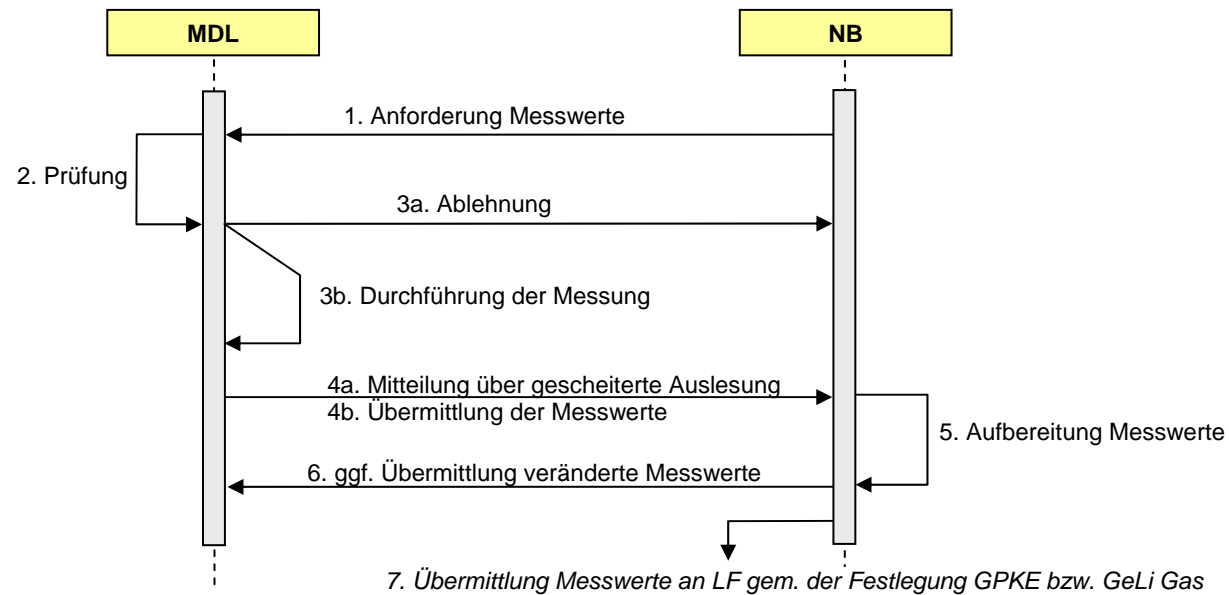 MDL
NB
1. Anforderung Messwerte
2. Prüfung
3a. Ablehnung
3b. Durchführung der Messung
4a. Mitteilung über gescheiterte Auslesung
4b. Übermittlung der Messwerte
5. Aufbereitung Messwerte
6. ggf. Übermittlung veränderte Messwerte
7. Übermittlung Messwerte an LF gem. der Festlegung GPKE bzw. GeLi Gas